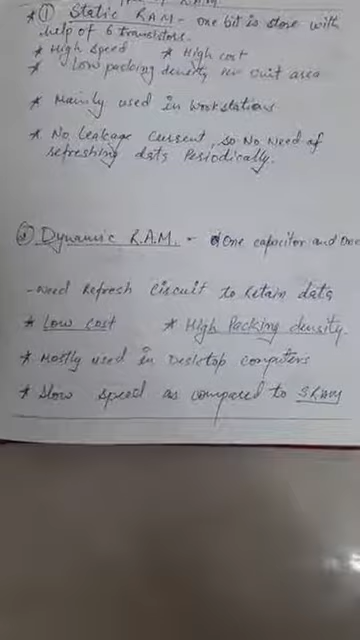 R.A.M
* ① Static R.A.M - one bit is store with
help of 6 transistors.
* High Speed * High cost
* Low packing density per unit area
* Mainly used in workstations
* No Leakage Current, so No Need of
refreshing data Periodically.
② Dynamic R.A.M. - One capacitor and One
- Need Refresh Circuit to Retain data
* Low cost * High Packing density.
* Mostly used in Desktop computers
* Slow speed as compared to SRAM